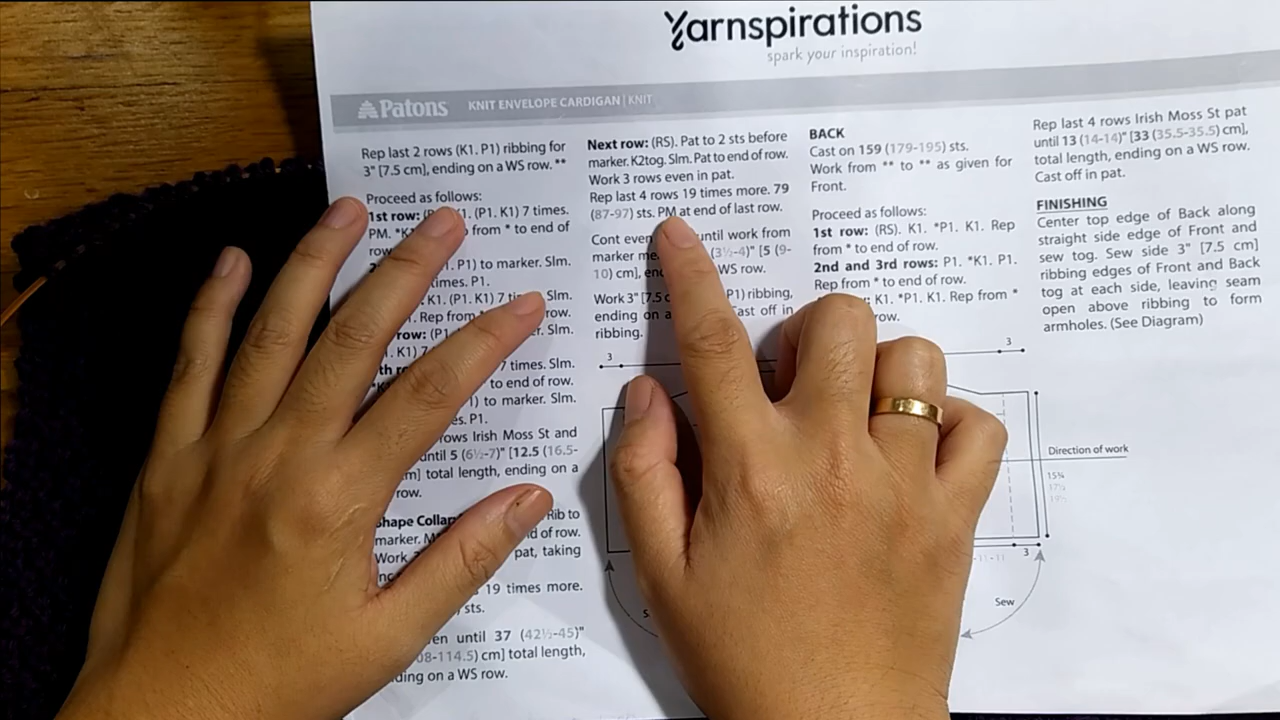 Yarnspirations
spark your inspiration!
Patons KNIT ENVELOPE CARDIGAN | KNIT
Rep last 2 rows (K1. P1) ribbing for
3" [7.5 cm], ending on a WS row. **
Proceed as follows:
1st row: (P1. K1) 7 times.
PM. from * to end of
row
P1) to marker. Slm.
times. P1.
K1. (P1. K1) 7 Slm.
Rep from row.
row: (P1 Slm.
K1) 7
7 times. Slm.
to end of row.
to marker. Slm.
P1.
rows Irish Moss St and
until 5 (6½-7)" [12.5 (16.5-
total length, ending on a
row.
Shape Rib to
marker. of row.
Work pat, taking
19 times more.
sts.
until 37 (42½-45)"
cm] total length,
on a WS row.
Next row: (RS). Pat to 2 sts before
marker. K2tog. Slm. Pat to end of row.
Work 3 rows even in pat.
Rep last 4 rows 19 times more. 79
(87-97) sts. PM at end of last row.
Cont even until work from
marker (3½-4)" [5 (9-
10) cm], WS row.
Work 3" ribbing,
ending on a Cast off in
ribbing.
BACK
Cast on 159 (179-195) sts.
Work from ** to ** as given for
Front.
Proceed as follows:
1st row: (RS). K1. *P1. K1. Rep
from * to end of row.
2nd and 3rd rows: P1. *K1. P1.
Rep from * to end of row.
K1. *P1. K1. Rep from *
row.
Rep last 4 rows Irish Moss St pat
until 13 (14-14)" [33 (35.5-35.5) cm],
total length, ending on a WS row.
Cast off in pat.
FINISHING
Center top edge of Back along
straight side edge of Front and
sew tog. Sew side 3" [7.5 cm]
ribbing edges of Front and Back
tog at each side, leaving seam
open above ribbing to form
armholes. (See Diagram)
3
3
Direction of work
15¾
3
Sew